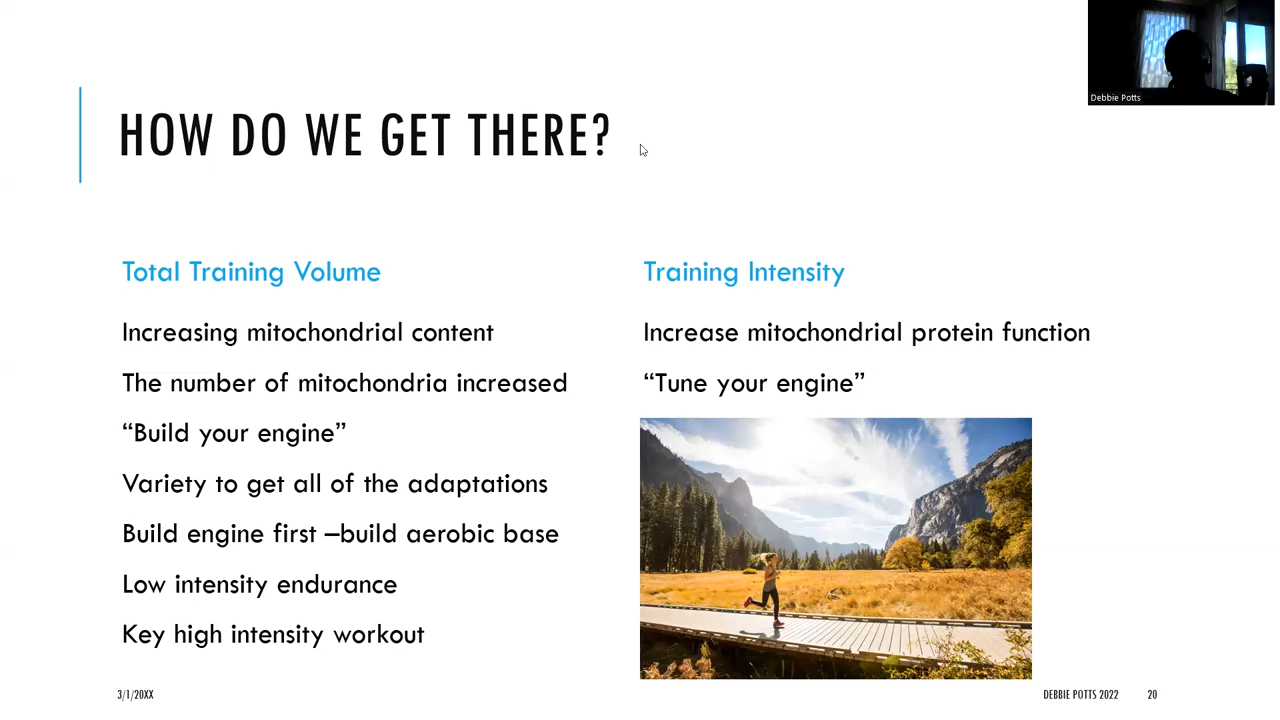 Debbie Potts
HOW DO WE GET THERE?
Total Training Volume
Increasing mitochondrial content
The number of mitochondria increased
“Build your engine”
Variety to get all of the adaptations
Build engine first –build aerobic base
Low intensity endurance
Key high intensity workout
Training Intensity
Increase mitochondrial protein function
“Tune your engine”
3/1/20XX
DEBBIE POTTS 2022
20